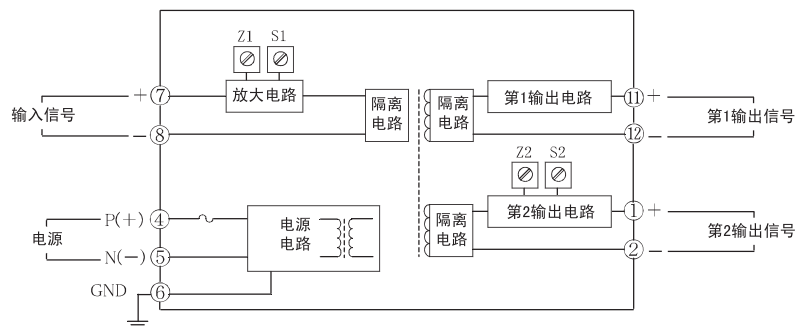 Z1 S1
+ ⑦ 放大电路
输入信号
- ⑧
隔离
电路
隔离
电路
第1输出电路 ⑪ +
第1输出信号
⑫ -
Z2 S2
P(+) ④
电源
N(-) ⑤
GND ⑥
电源
电路
隔离
电路
第2输出电路 ① +
第2输出信号
② -